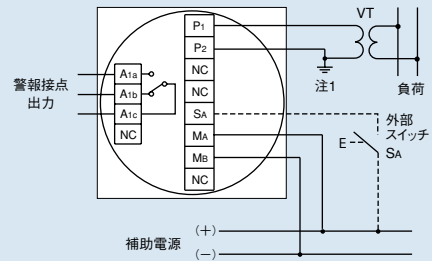 VT
P1
P2
NC
NC
SA
MA
MB
NC
A1a
A1b
A1c
NC
警報接点
出力
注1
負荷
外部
スイッチ
SA
E
補助電源
(+)
(−)